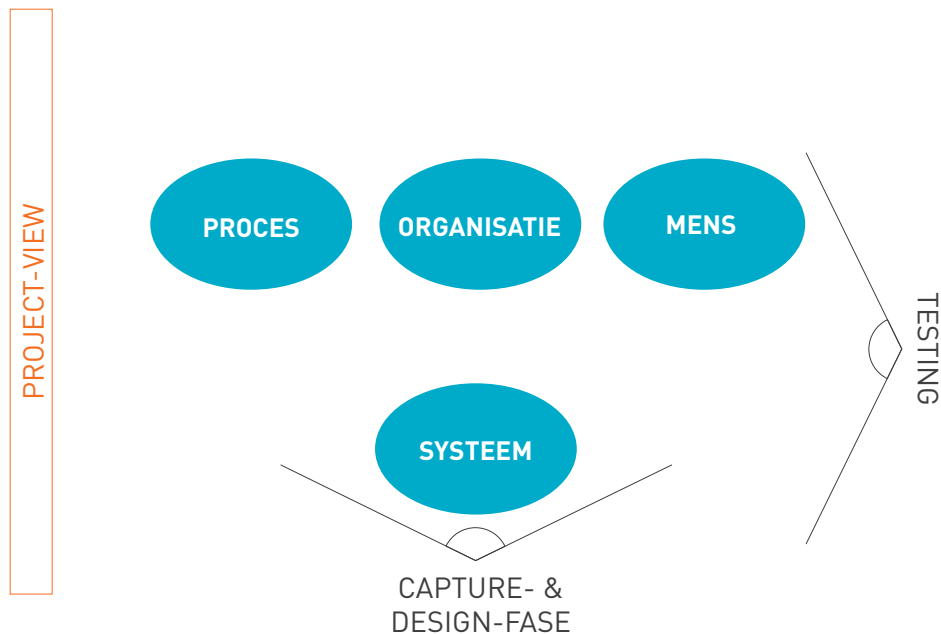 PROJECT-VIEW
PROCES
ORGANISATIE
MENS
TESTING
SYSTEEM
CAPTURE- &
DESIGN-FASE